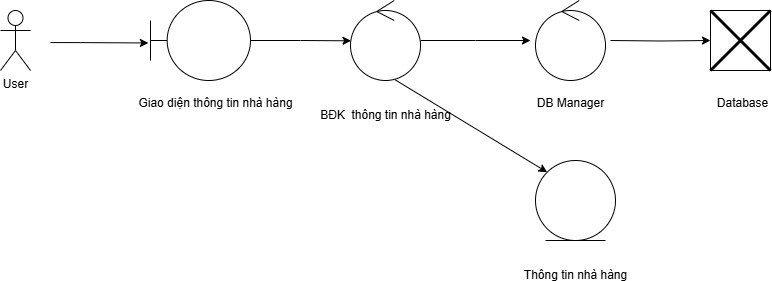 User
Giao diện thông tin nhà hàng
BĐK thông tin nhà hàng
DB Manager
Database
Thông tin nhà hàng